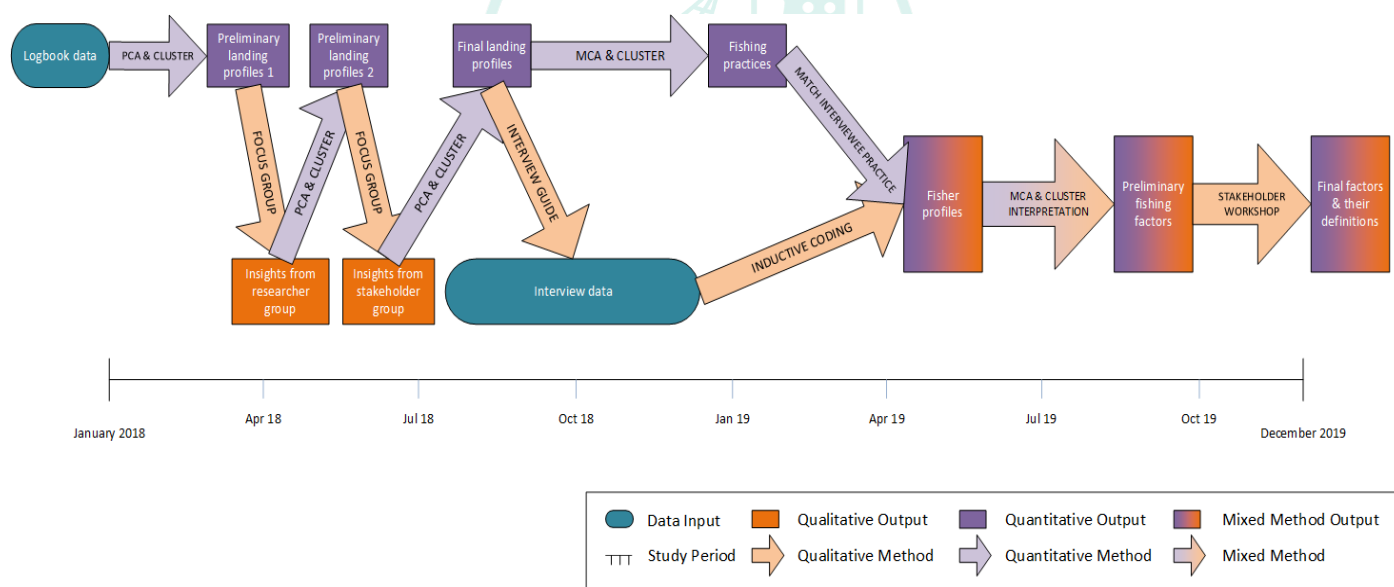 Logbook data
PCA & CLUSTER
Preliminary
landing
profiles 1
Preliminary
landing
profiles 2
Final landing
profiles
MCA & CLUSTER
Fishing
practices
FOCUS GROUP
PCA & CLUSTER
FOCUS GROUP
PCA & CLUSTER
INTERVIEW GUIDE
MATCH INTERVIEWEE PRACTICE
Insights from
researcher
group
Insights from
stakeholder
group
Interview data
INDUCTIVE CODING
Fisher
profiles
MCA & CLUSTER
INTERPRETATION
Preliminary
fishing
factors
STAKEHOLDER
WORKSHOP
Final factors
& their
definitions
January 2018
Apr 18
Jul 18
Oct 18
Jan 19
Apr 19
Jul 19
Oct 19
December 2019
Data Input
Qualitative Output
Quantitative Output
Mixed Method Output
Study Period
Qualitative Method
Quantitative Method
Mixed Method